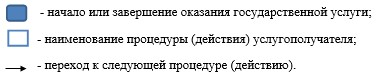 - начало или завершение оказания государственной услуги;
- наименование процедуры (действия) услугополучателя;
- переход к следующей процедуре (действию).